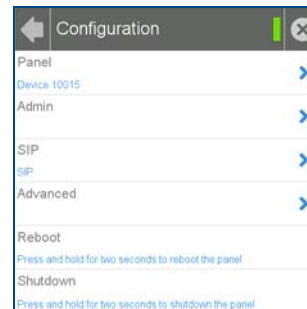 Configuration
Panel
Device 10015
Admin
SIP
SIP
Advanced
Reboot
Press and hold for two seconds to reboot the panel
Shutdown
Press and hold for two seconds to shutdown the panel